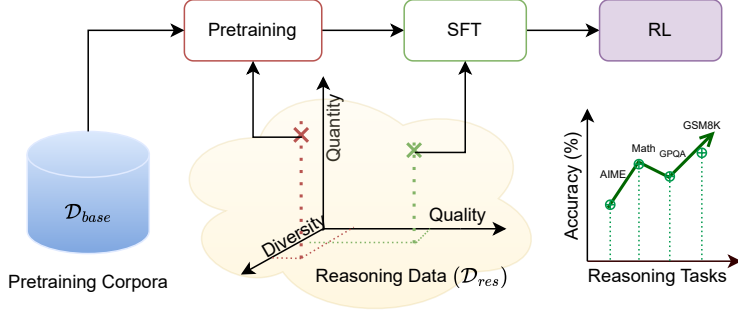 Pretraining
SFT
RL
Quantity
Diversity
Quality
Reasoning Data (𝒟res)
𝒟base
Pretraining Corpora
Accuracy (%)
AIME
Math
GPQA
GSM8K
Reasoning Tasks